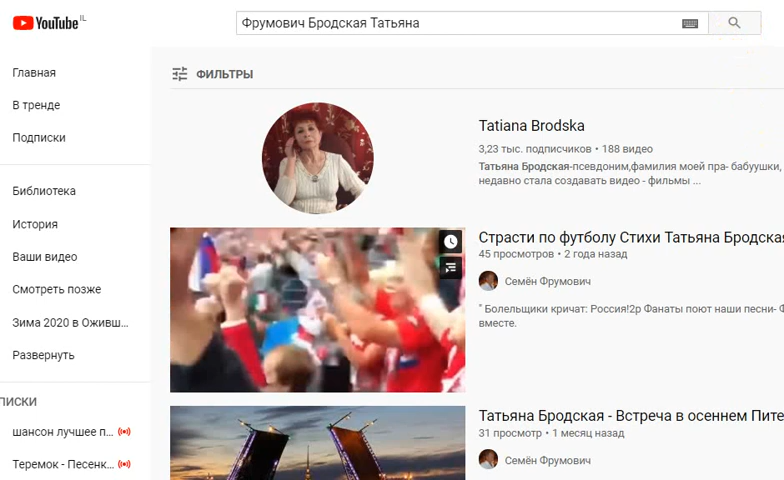 YouTube IL
Фрумович Бродская Татьяна
Главная
В тренде
Подписки
Библиотека
История
Ваши видео
Смотреть позже
Зима 2020 в Оживш...
Развернуть
ПИСКИ
шансон лучшее п...
Теремок - Песенк...
ФИЛЬТРЫ
Tatiana Brodska
3,23 тыс. подписчиков • 188 видео
Татьяна Бродская-псевдоним,фамилия моей пра- бабушки,
недавно стала создавать видео - фильмы ...
Страсти по футболу Стихи Татьяна Бродская
45 просмотров • 2 года назад
Семён Фрумович
" Болельщики кричат: Россия!2р Фанаты поют наши песни- Ф
вместе.
Татьяна Бродская - Встреча в осеннем Пите
31 просмотр • 1 месяц назад
Семён Фрумович